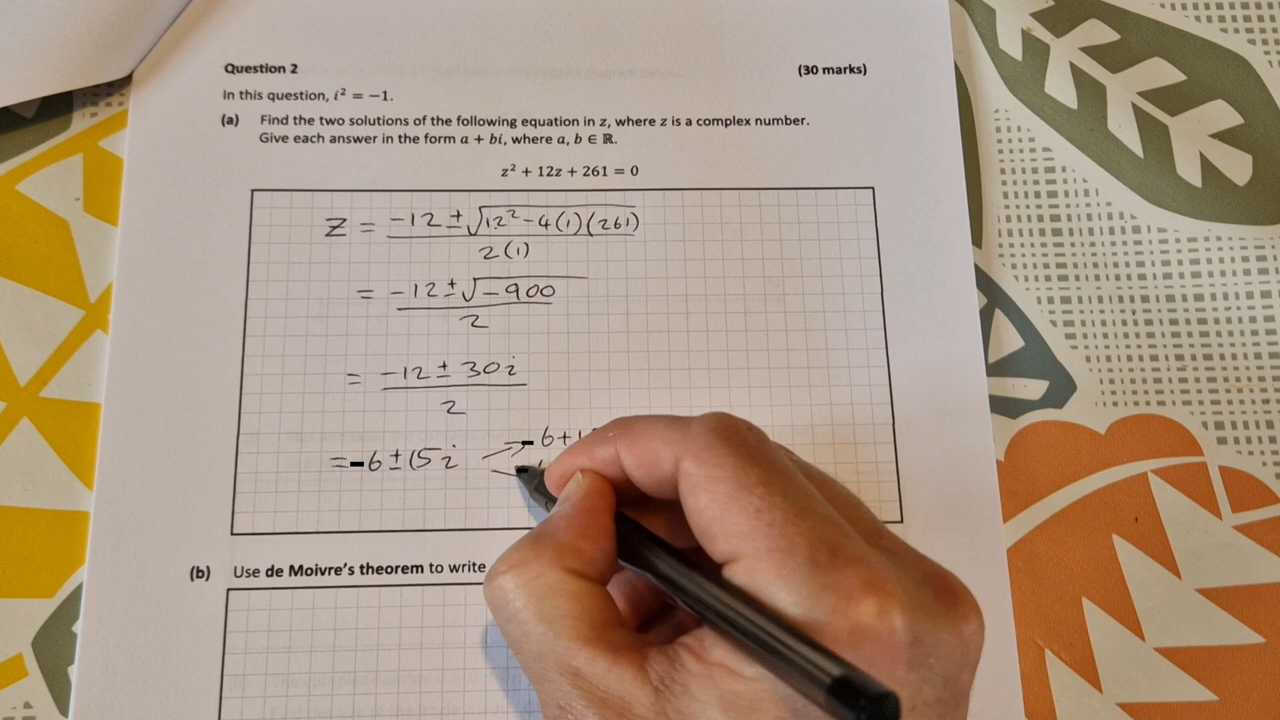 Question 2 (30 marks)
In this question, i² = −1.
(a) Find the two solutions of the following equation in z, where z is a complex number.
Give each answer in the form a + bi, where a, b ∈ ℝ.
z² + 12z + 261 = 0
Z = −12 ± √12² − 4(1)(261)
2(1)
= −12 ± √−900
2
= −12 ± 30i
2
= −6 ± 15i → −6 + 1
(b) Use de Moivre's theorem to write